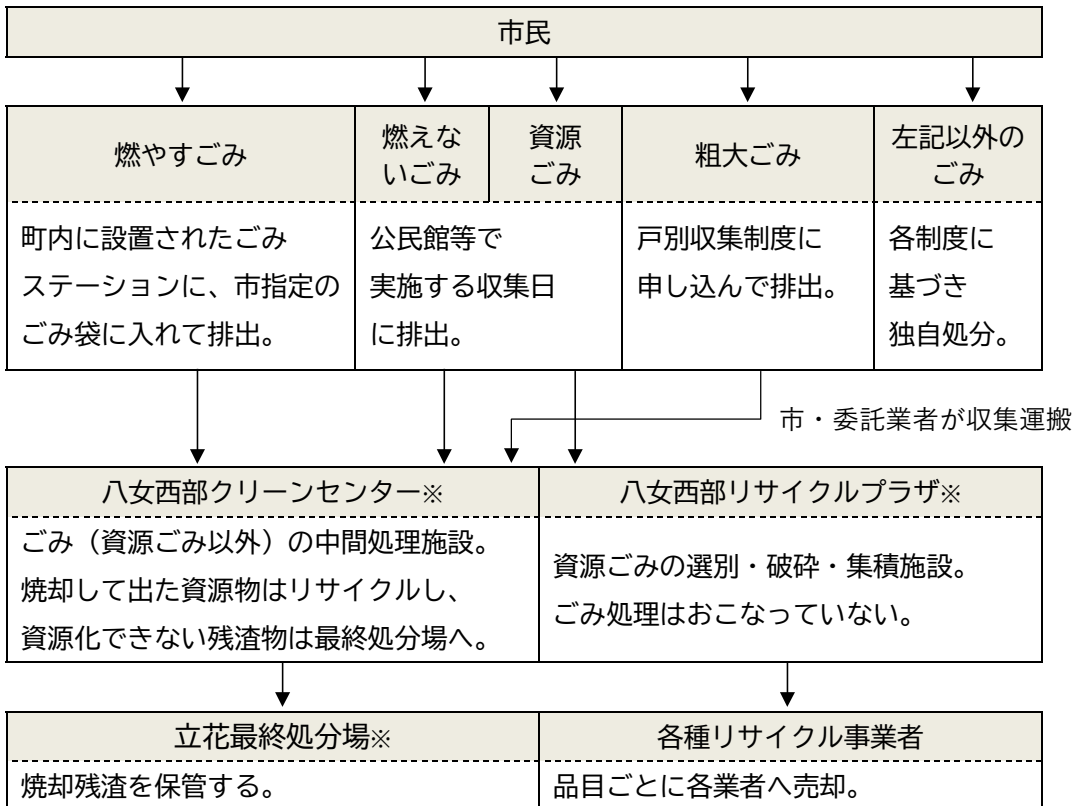 市民
燃やすごみ
燃えな
いごみ
資源
ごみ
粗大ごみ
左記以外の
ごみ
町内に設置されたごみ
ステーションに、市指定の
ごみ袋に入れて排出。
公民館等で
実施する収集日
に排出。
戸別収集制度に
申し込んで排出。
各制度に
基づき
独自処分。
市・委託業者が収集運搬
八女西部クリーンセンター※
八女西部リサイクルプラザ※
ごみ（資源ごみ以外）の中間処理施設。
焼却して出た資源物はリサイクルし、
資源化できない残渣物は最終処分場へ。
資源ごみの選別・破砕・集積施設。
ごみ処理はおこなっていない。
立花最終処分場※
各種リサイクル事業者
焼却残渣を保管する。
品目ごとに各業者へ売却。